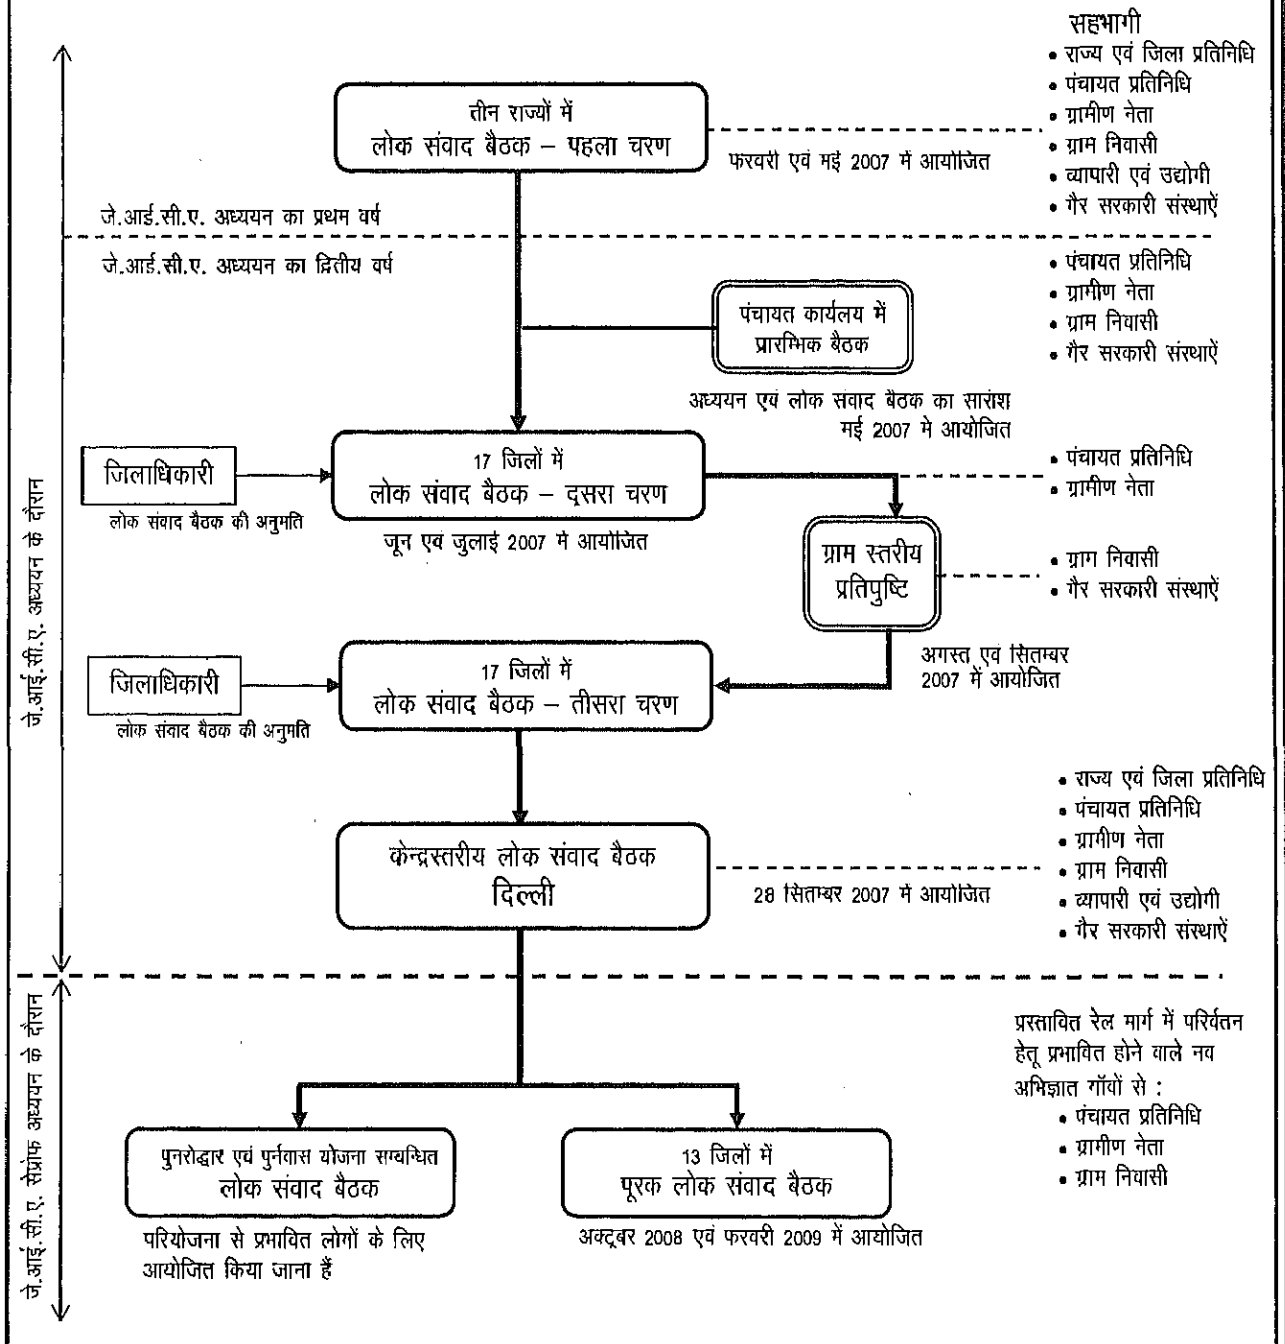 सहभागी
• राज्य एवं जिला प्रतिनिधि
• पंचायत प्रतिनिधि
• ग्रामीण नेता
• ग्राम निवासी
• व्यापारी एवं उद्योगी
• गैर सरकारी संस्थाऐं
तीन राज्यों में
लोक संवाद बैठक – पहला चरण
फरवरी एवं मई 2007 में आयोजित
जे.आई.सी.ए. अध्ययन का प्रथम वर्ष
जे.आई.सी.ए. अध्ययन का द्वितीय वर्ष
• पंचायत प्रतिनिधि
• ग्रामीण नेता
• ग्राम निवासी
• गैर सरकारी संस्थाऐं
पंचायत कार्यलय में
प्रारम्भिक बैठक
अध्ययन एवं लोक संवाद बैठक का सारांश
मई 2007 मे आयोजित
जे.आई.सी.ए. अध्ययन के दौरान
जिलाधिकारी
लोक संवाद बैठक की अनुमति
17 जिलों में
लोक संवाद बैठक – दूसरा चरण
जून एवं जुलाई 2007 मे आयोजित
• पंचायत प्रतिनिधि
• ग्रामीण नेता
ग्राम स्तरीय
प्रतिपुष्टि
• ग्राम निवासी
• गैर सरकारी संस्थाऐं
अगस्त एवं सितम्बर
2007 में आयोजित
जिलाधिकारी
लोक संवाद बैठक की अनुमति
17 जिलों में
लोक संवाद बैठक – तीसरा चरण
केन्द्रस्तरीय लोक संवाद बैठक
दिल्ली
28 सितम्बर 2007 में आयोजित
• राज्य एवं जिला प्रतिनिधि
• पंचायत प्रतिनिधि
• ग्रामीण नेता
• ग्राम निवासी
• व्यापारी एवं उद्योगी
• गैर सरकारी संस्थाऐं
जे.आई.सी.ए. सेप्रोफ अध्ययन के दौरान
प्रस्तावित रेल मार्ग में परिर्वतन
हेतू प्रभावित होने वाले नव
अभिज्ञात गॉवों से :
• पंचायत प्रतिनिधि
• ग्रामीण नेता
• ग्राम निवासी
पुनरोद्धार एवं पुर्नवास योजना सम्बन्धित
लोक संवाद बैठक
परियोजना से प्रभावित लोगों के लिए
आयोजित किया जाना हैं
13 जिलों में
पूरक लोक संवाद बैठक
अक्टूबर 2008 एवं फरवरी 2009 में आयोजित